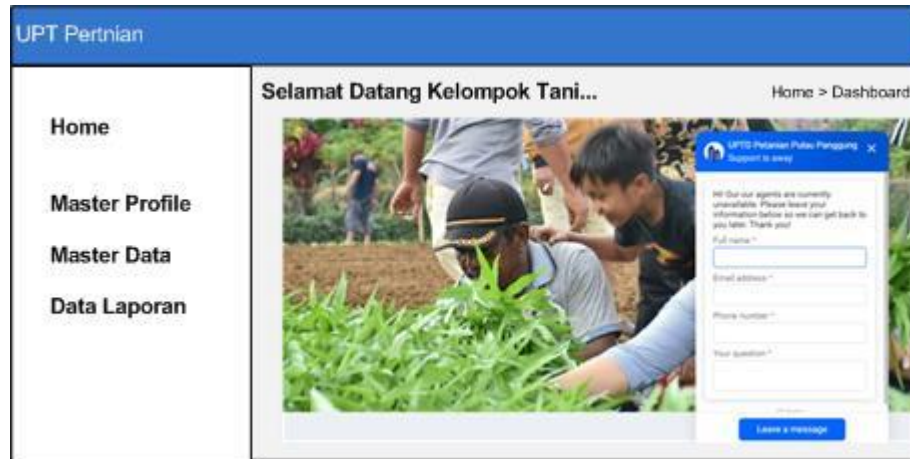 UPT Pertnian
Selamat Datang Kelompok Tani...
Home > Dashboard
Home
Master Profile
Master Data
Data Laporan
UPTD Petanian Pulau Panggung
Support is away
Hi! Our our agents are currently
unavailable. Please leave your
information below so we can get back to
you later. Thank you!
Full name *
Email address *
Phone number *
Your question *
Leave a message